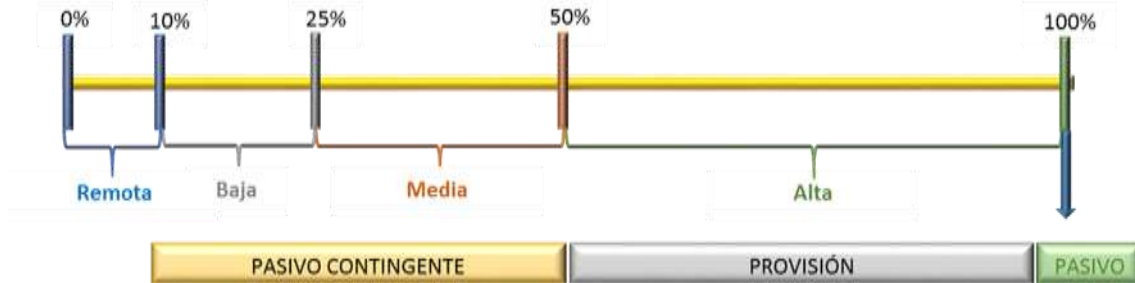 0% 10% 25% 50% 100%
Remota Baja Media Alta
PASIVO CONTINGENTE PROVISIÓN PASIVO